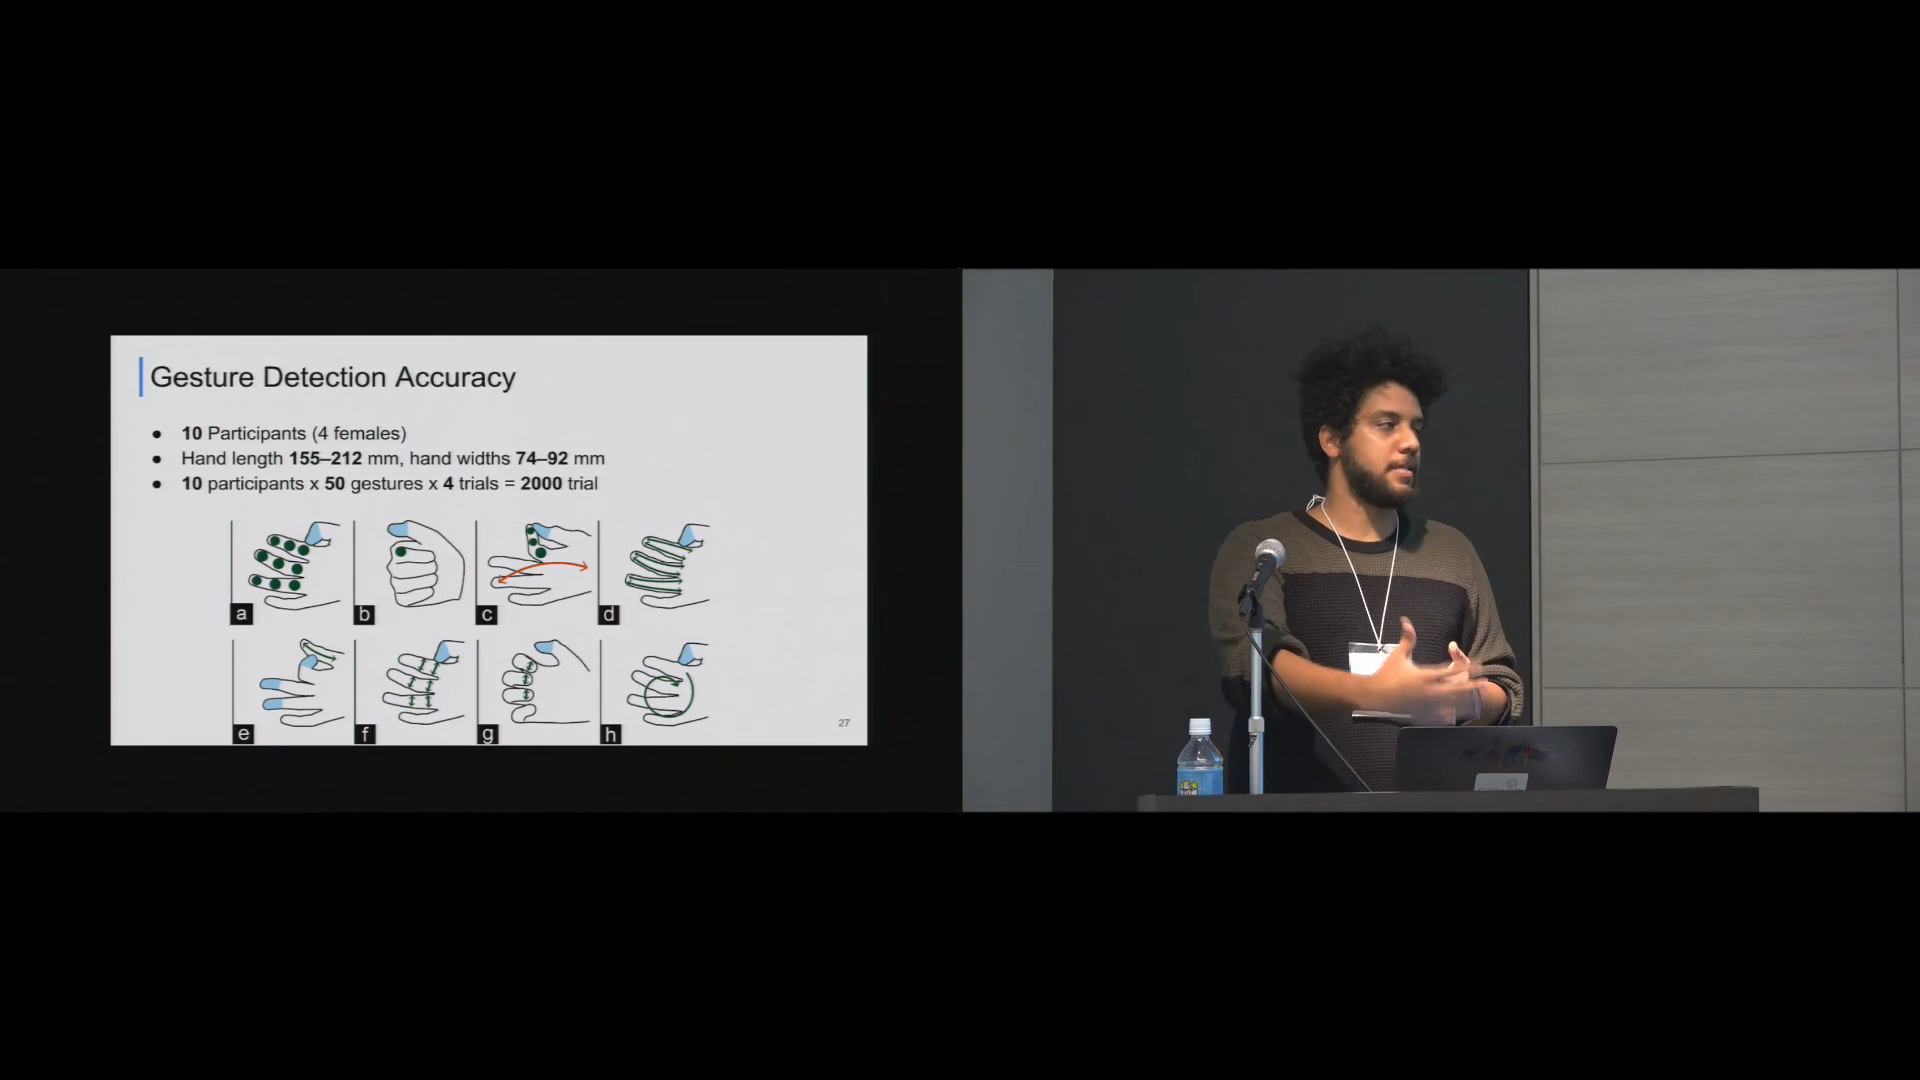 Gesture Detection Accuracy
● 10 Participants (4 females)
● Hand length 155–212 mm, hand widths 74–92 mm
● 10 participants x 50 gestures x 4 trials = 2000 trial
a
b
c
d
e
f
g
h
27